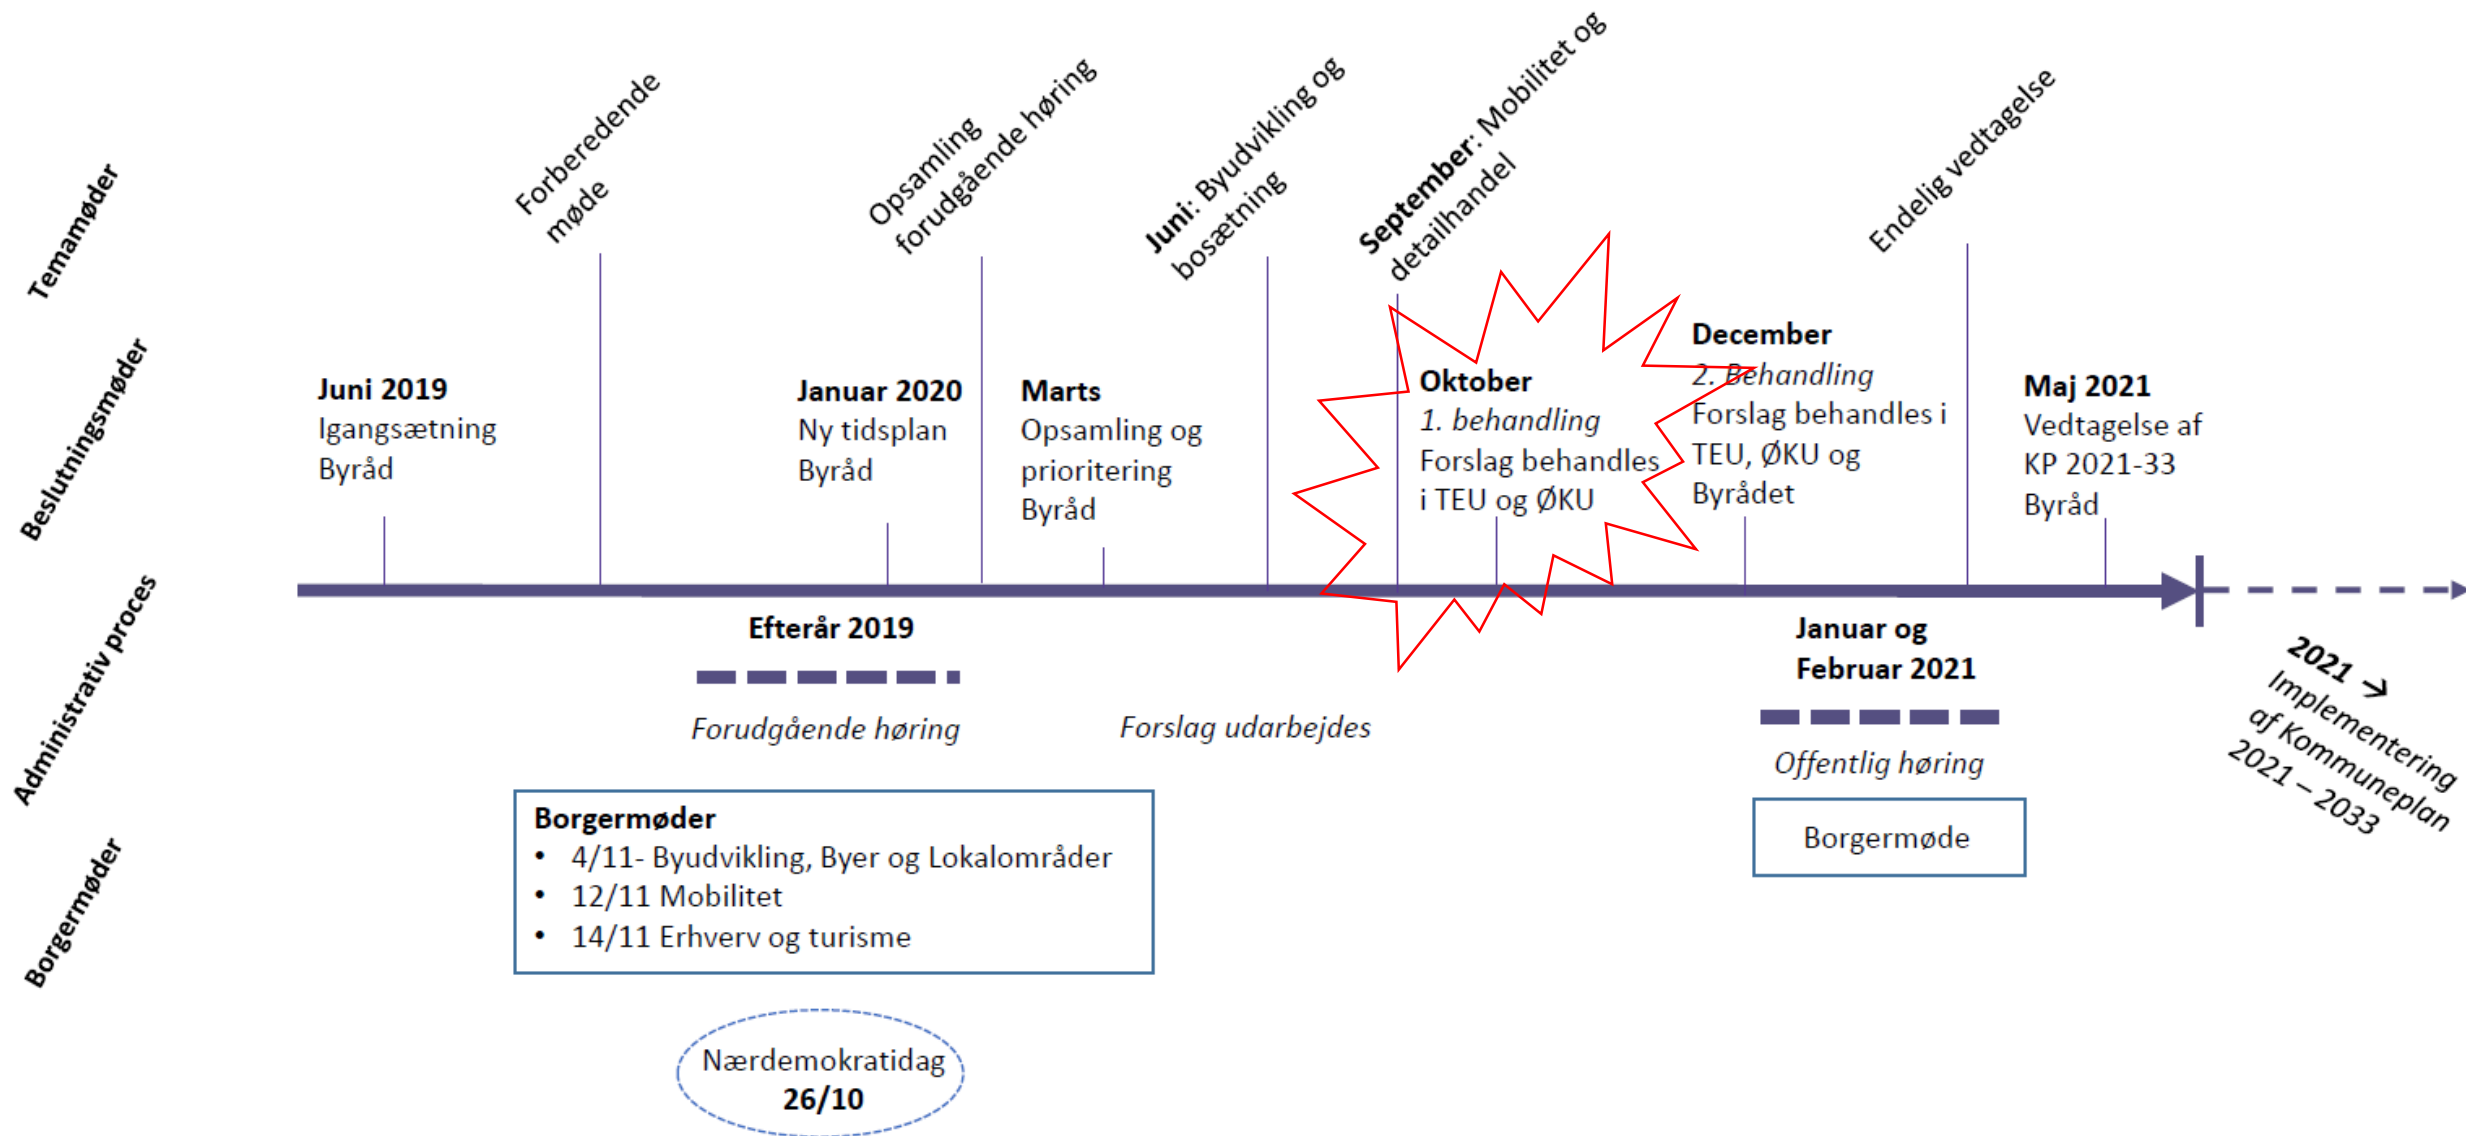 Temamøder
Forberedende
møde
Opsamling
forudgående høring
Juni: Byudvikling og
bosætning
September: Mobilitet og
detailhandel
Endelig vedtagelse
Beslutningsmøder
Juni 2019
Igangsætning
Byråd
Januar 2020
Ny tidsplan
Byråd
Marts
Opsamling og
prioritering
Byråd
Oktober
1. behandling
Forslag behandles
i TEU og ØKU
December
2. Behandling
Forslag behandles i
TEU, ØKU og
Byrådet
Maj 2021
Vedtagelse af
KP 2021-33
Byråd
Administrativ proces
Efterår 2019
Forudgående høring
Forslag udarbejdes
Januar og
Februar 2021
Offentlig høring
2021 →
Implementering
af Kommuneplan
2021 – 2033
Borgermøder
Borgermøder
• 4/11- Byudvikling, Byer og Lokalområder
• 12/11 Mobilitet
• 14/11 Erhverv og turisme
Borgermøde
Nærdemokratidag
26/10